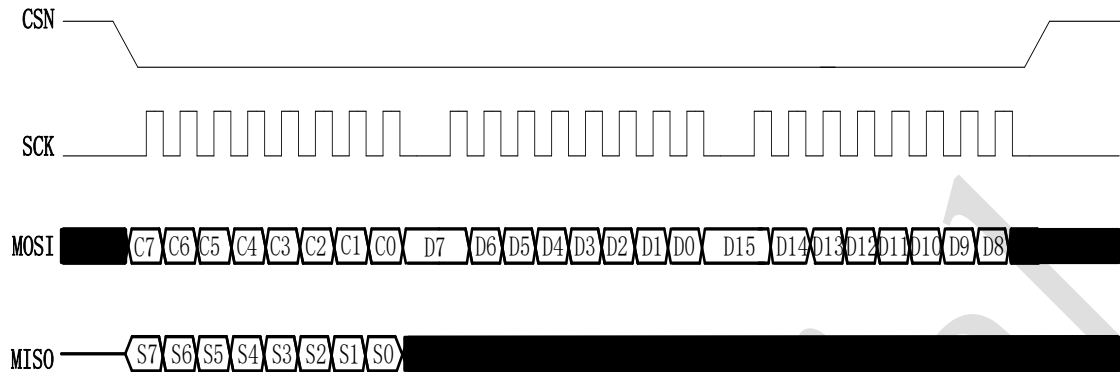 CSN
SCK
MOSI C7 C6 C5 C4 C3 C2 C1 C0 D7 D6 D5 D4 D3 D2 D1 D0 D15 D14 D13 D12 D11 D10 D9 D8
MISO S7 S6 S5 S4 S3 S2 S1 S0